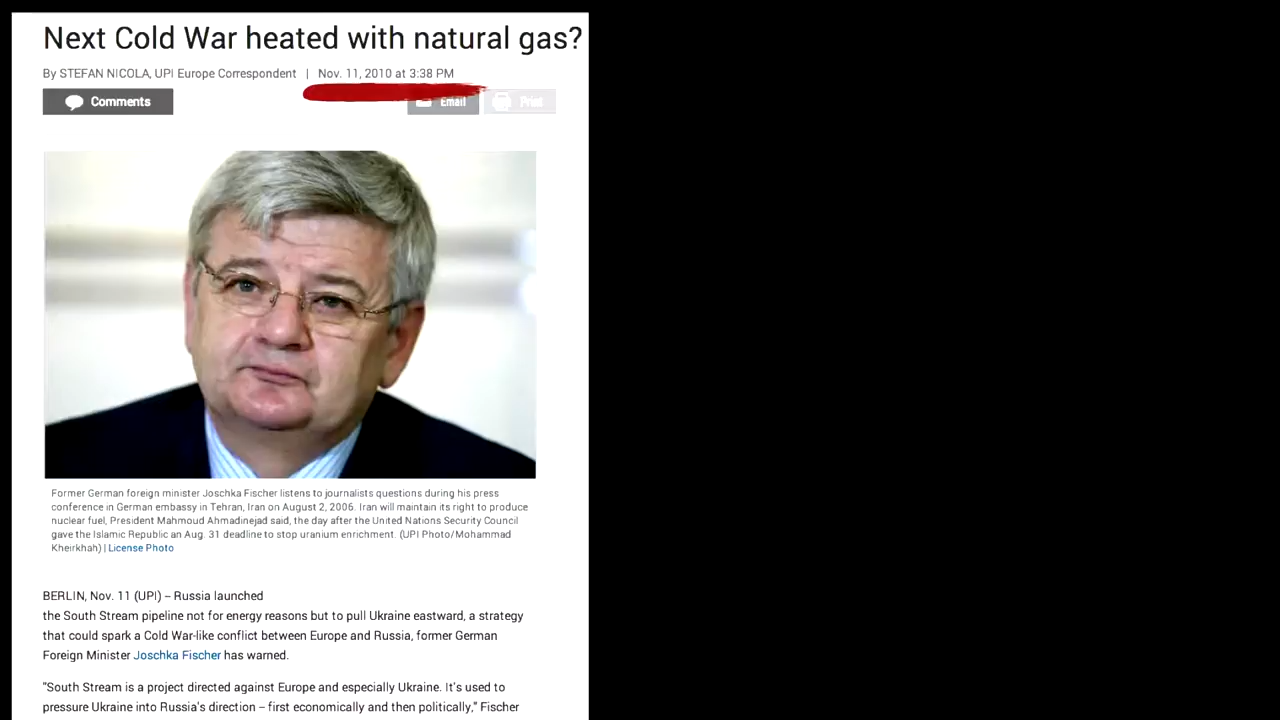 Next Cold War heated with natural gas?
By STEFAN NICOLA, UPI Europe Correspondent | Nov. 11, 2010 at 3:38 PM
Comments
Email
Print
Former German foreign minister Joschka Fischer listens to journalists questions during his press
conference in German embassy in Tehran, Iran on August 2, 2006. Iran will maintain its right to produce
nuclear fuel, President Mahmoud Ahmadinejad said, the day after the United Nations Security Council
gave the Islamic Republic an Aug. 31 deadline to stop uranium enrichment. (UPI Photo/Mohammad
Kheirkhah) | License Photo
BERLIN, Nov. 11 (UPI) – Russia launched
the South Stream pipeline not for energy reasons but to pull Ukraine eastward, a strategy
that could spark a Cold War-like conflict between Europe and Russia, former German
Foreign Minister Joschka Fischer has warned.
"South Stream is a project directed against Europe and especially Ukraine. It's used to
pressure Ukraine into Russia's direction – first economically and then politically," Fischer